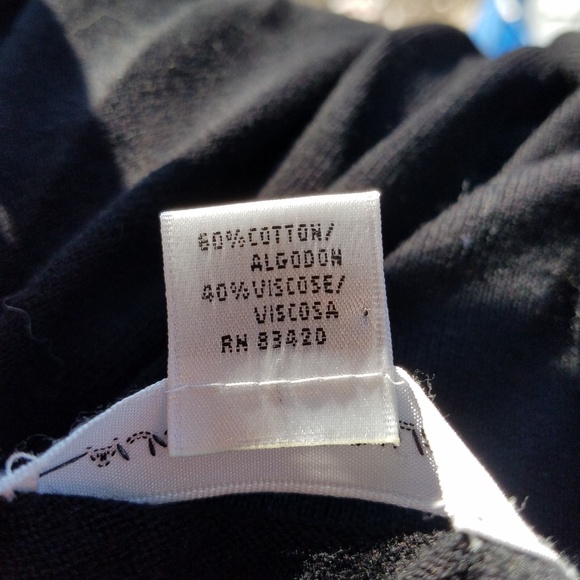 60%COTTON/
ALGODON
40%VISCOSE/
VISCOSA
RN 83420